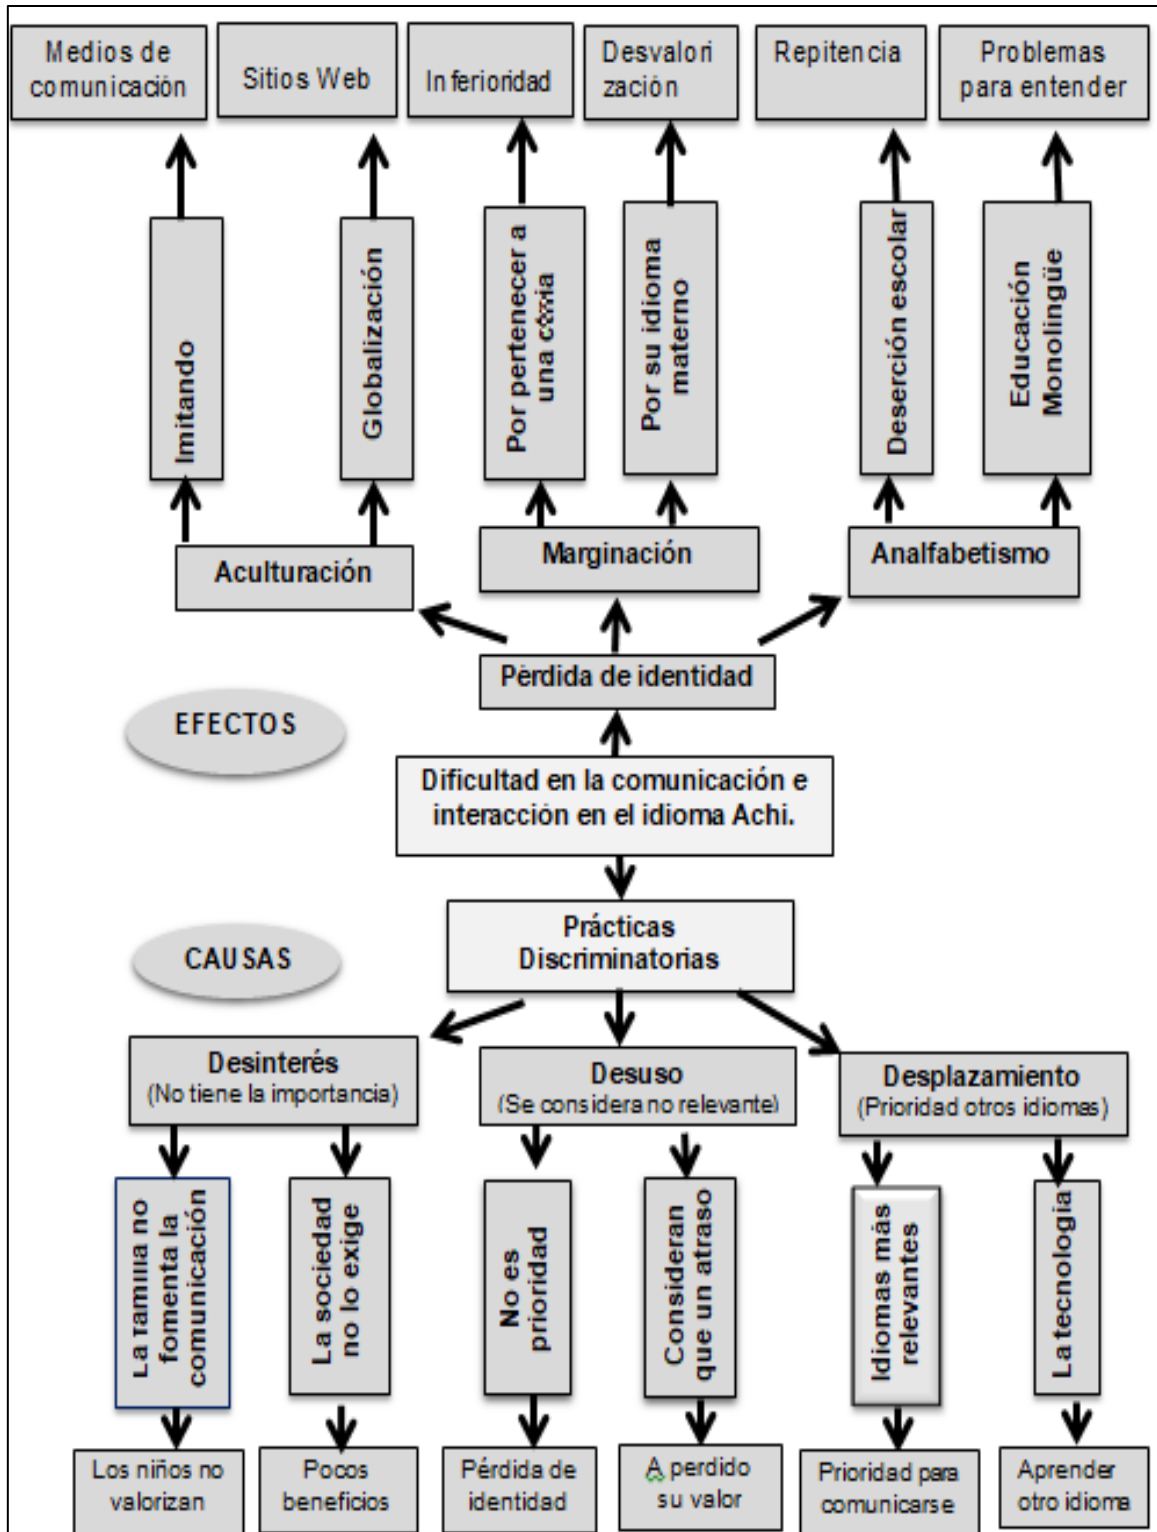 Medios de
comunicación
Sitios Web
Inferioridad
Desvalori
zación
Repitencia
Problemas
para entender
Imitando
Globalización
Por pertenecer a
una
Por su idioma
materno
Deserción escolar
Educación
Monolingüe
Aculturación
Marginación
Analfabetismo
Pérdida de identidad
EFECTOS
Dificultad en la comunicación e
interacción en el idioma Achi.
CAUSAS
Prácticas
Discriminatorias
Desinterés
(No tiene la importancia)
Desuso
(Se considera no relevante)
Desplazamiento
(Prioridad otros idiomas)
La familia no
fomenta la
comunicación
La sociedad
no lo exige
No es
prioridad
Consideran
que un atraso
Idiomas más
relevantes
La tecnología
Los niños no
valorizan
Pocos
beneficios
Pérdida de
identidad
A perdido
su valor
Prioridad para
comunicarse
Aprender
otro idioma